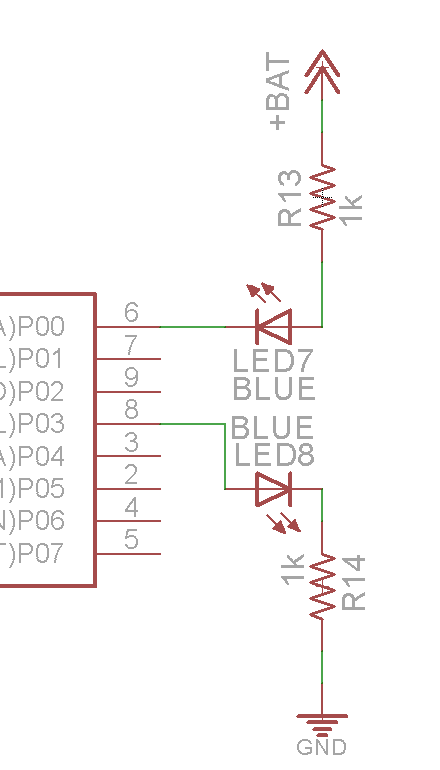 +BAT
R13
1k
6
A)P00
7
L)P01
LED7
BLUE
9
D)P02
8
L)P03
BLUE
LED8
3
A)P04
2
1)P05
4
N)P06
5
T)P07
1k
R14
GND